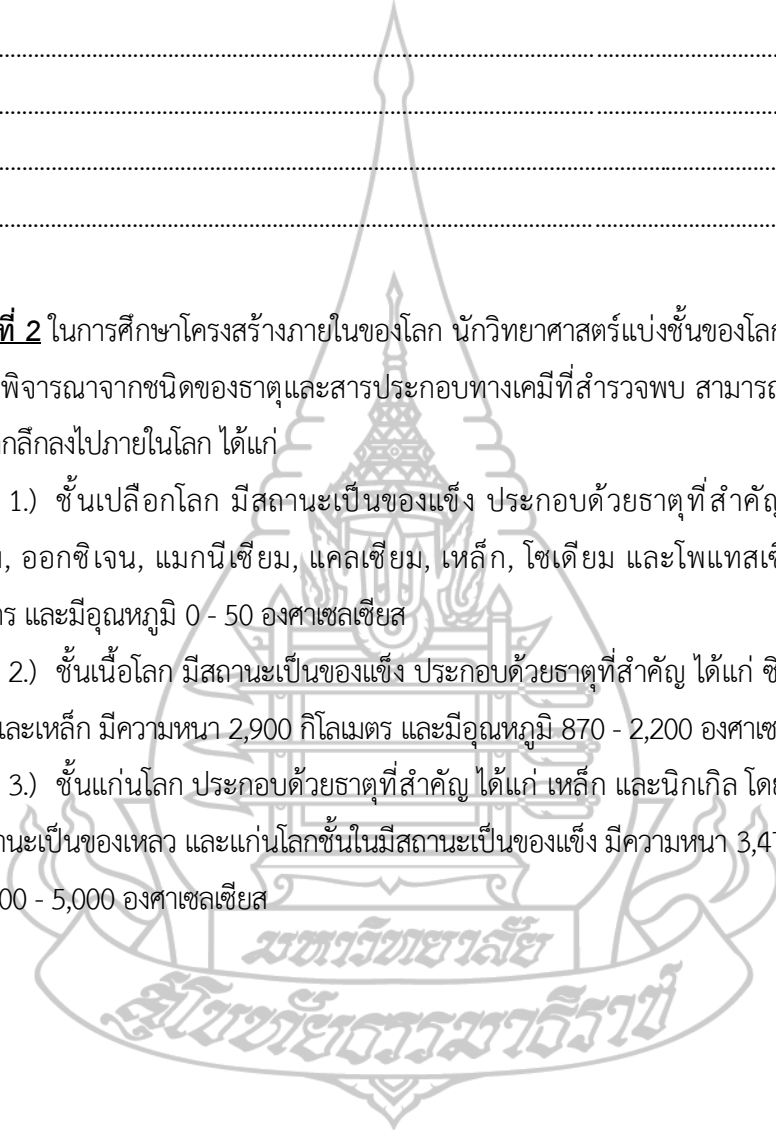 ที่ 2 ในการศึกษาโครงสร้างภายในของโลก นักวิทยาศาสตร์แบ่งชั้นของโลก
พิจารณาจากชนิดของธาตุและสารประกอบทางเคมีที่สำรวจพบ สามารถ
กลึกลงไปภายในโลก ได้แก่
1.) ชั้นเปลือกโลก มีสถานะเป็นของแข็ง ประกอบด้วยธาตุที่สำคัญ
, ออกซิเจน, แมกนีเซียม, แคลเซียม, เหล็ก, โซเดียม และโพแทสเซี
ร และมีอุณหภูมิ 0 - 50 องศาเซลเซียส
2.) ชั้นเนื้อโลก มีสถานะเป็นของแข็ง ประกอบด้วยธาตุที่สำคัญ ได้แก่ ซิ
และเหล็ก มีความหนา 2,900 กิโลเมตร และมีอุณหภูมิ 870 - 2,200 องศาเซ
3.) ชั้นแก่นโลก ประกอบด้วยธาตุที่สำคัญ ได้แก่ เหล็ก และนิกเกิล โดย
านะเป็นของเหลว และแก่นโลกชั้นในมีสถานะเป็นของแข็ง มีความหนา 3,47
00 - 5,000 องศาเซลเซียส
มหาวิทยาลัย
สุโขทัยธรรมาธิราช